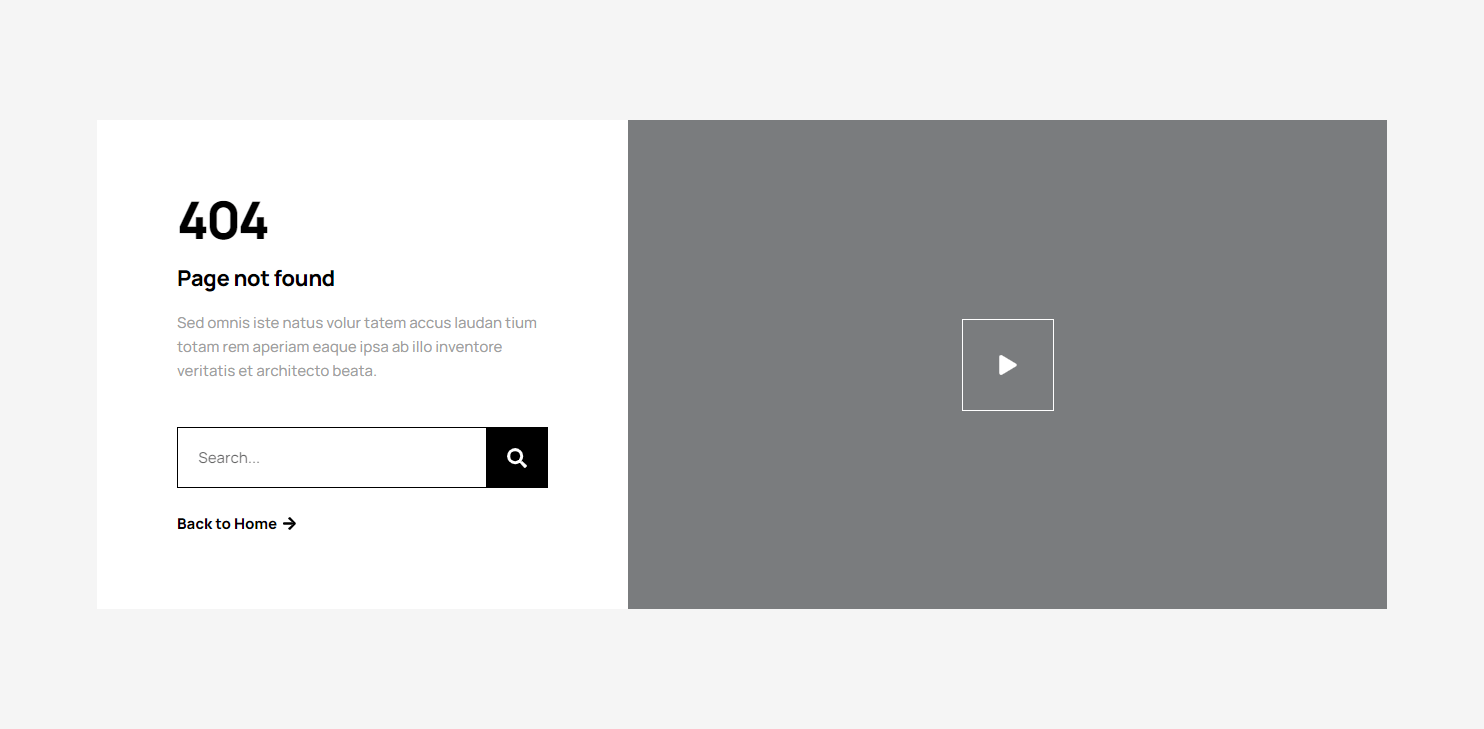 404
Page not found
Sed omnis iste natus volur tatem accus laudan tium
totam rem aperiam eaque ipsa ab illo inventore
veritatis et architecto beata.
Search...
Back to Home